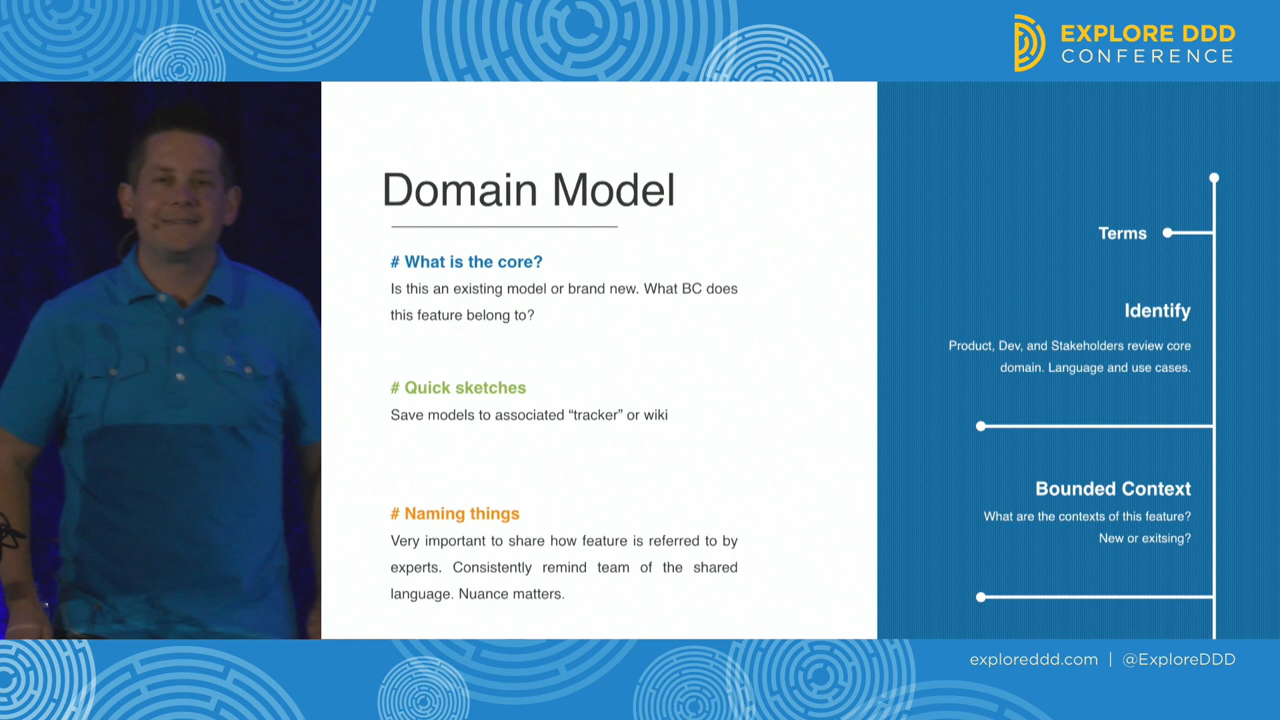 EXPLORE DDD
CONFERENCE
Domain Model
# What is the core?
Is this an existing model or brand new. What BC does
this feature belong to?
# Quick sketches
Save models to associated “tracker” or wiki
# Naming things
Very important to share how feature is referred to by
experts. Consistently remind team of the shared
language. Nuance matters.
Terms
Identify
Product, Dev, and Stakeholders review core
domain. Language and use cases.
Bounded Context
What are the contexts of this feature?
New or exitsing?
exploreddd.com | @ExploreDDD